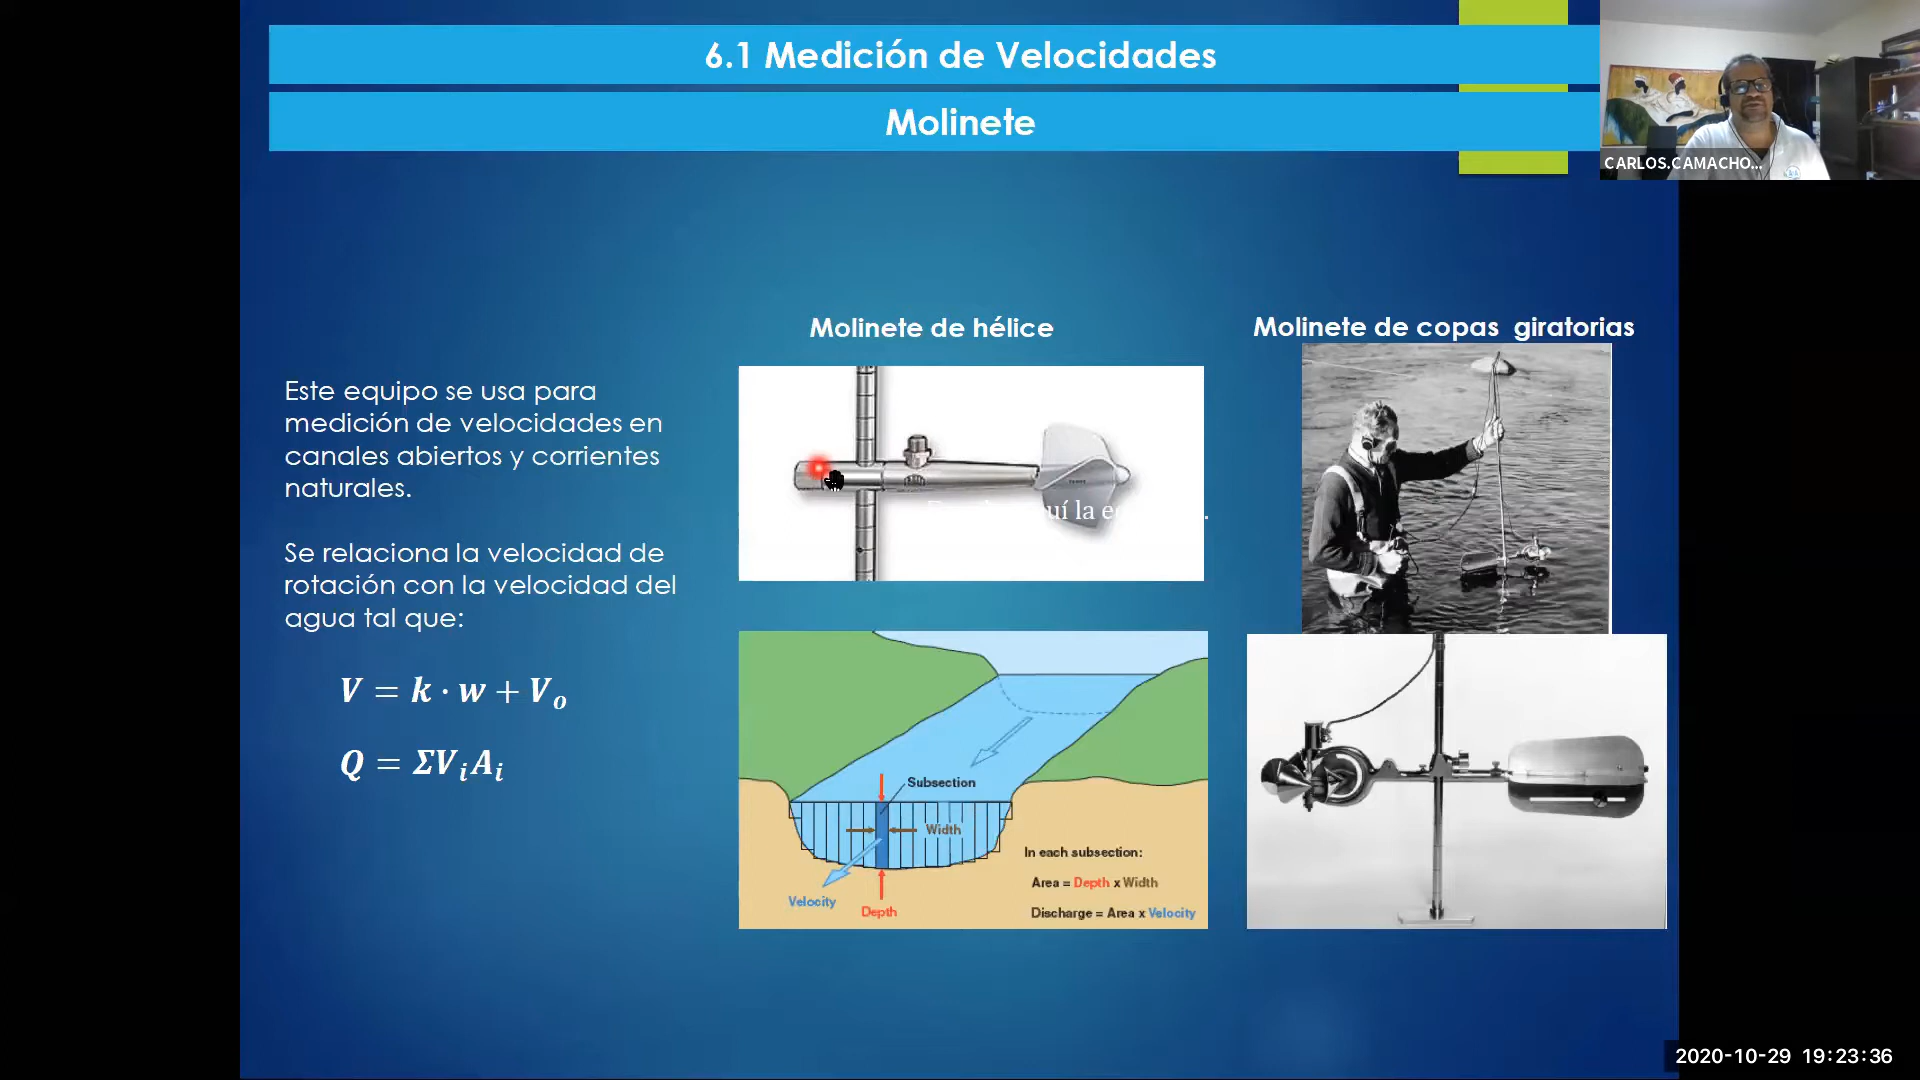 6.1 Medición de Velocidades
Molinete
CARLOS.CAMACHO...
Molinete de hélice
Molinete de copas giratorias
Este equipo se usa para
medición de velocidades en
canales abiertos y corrientes
naturales.
Se relaciona la velocidad de
rotación con la velocidad del
agua tal que:
V = k · w + Vₒ
Q = ΣVᵢAᵢ
la
Subsection
Width
Velocity
Depth
In each subsection:
Area = Depth x Width
Discharge = Area x Velocity
2020-10-29 19:23:36